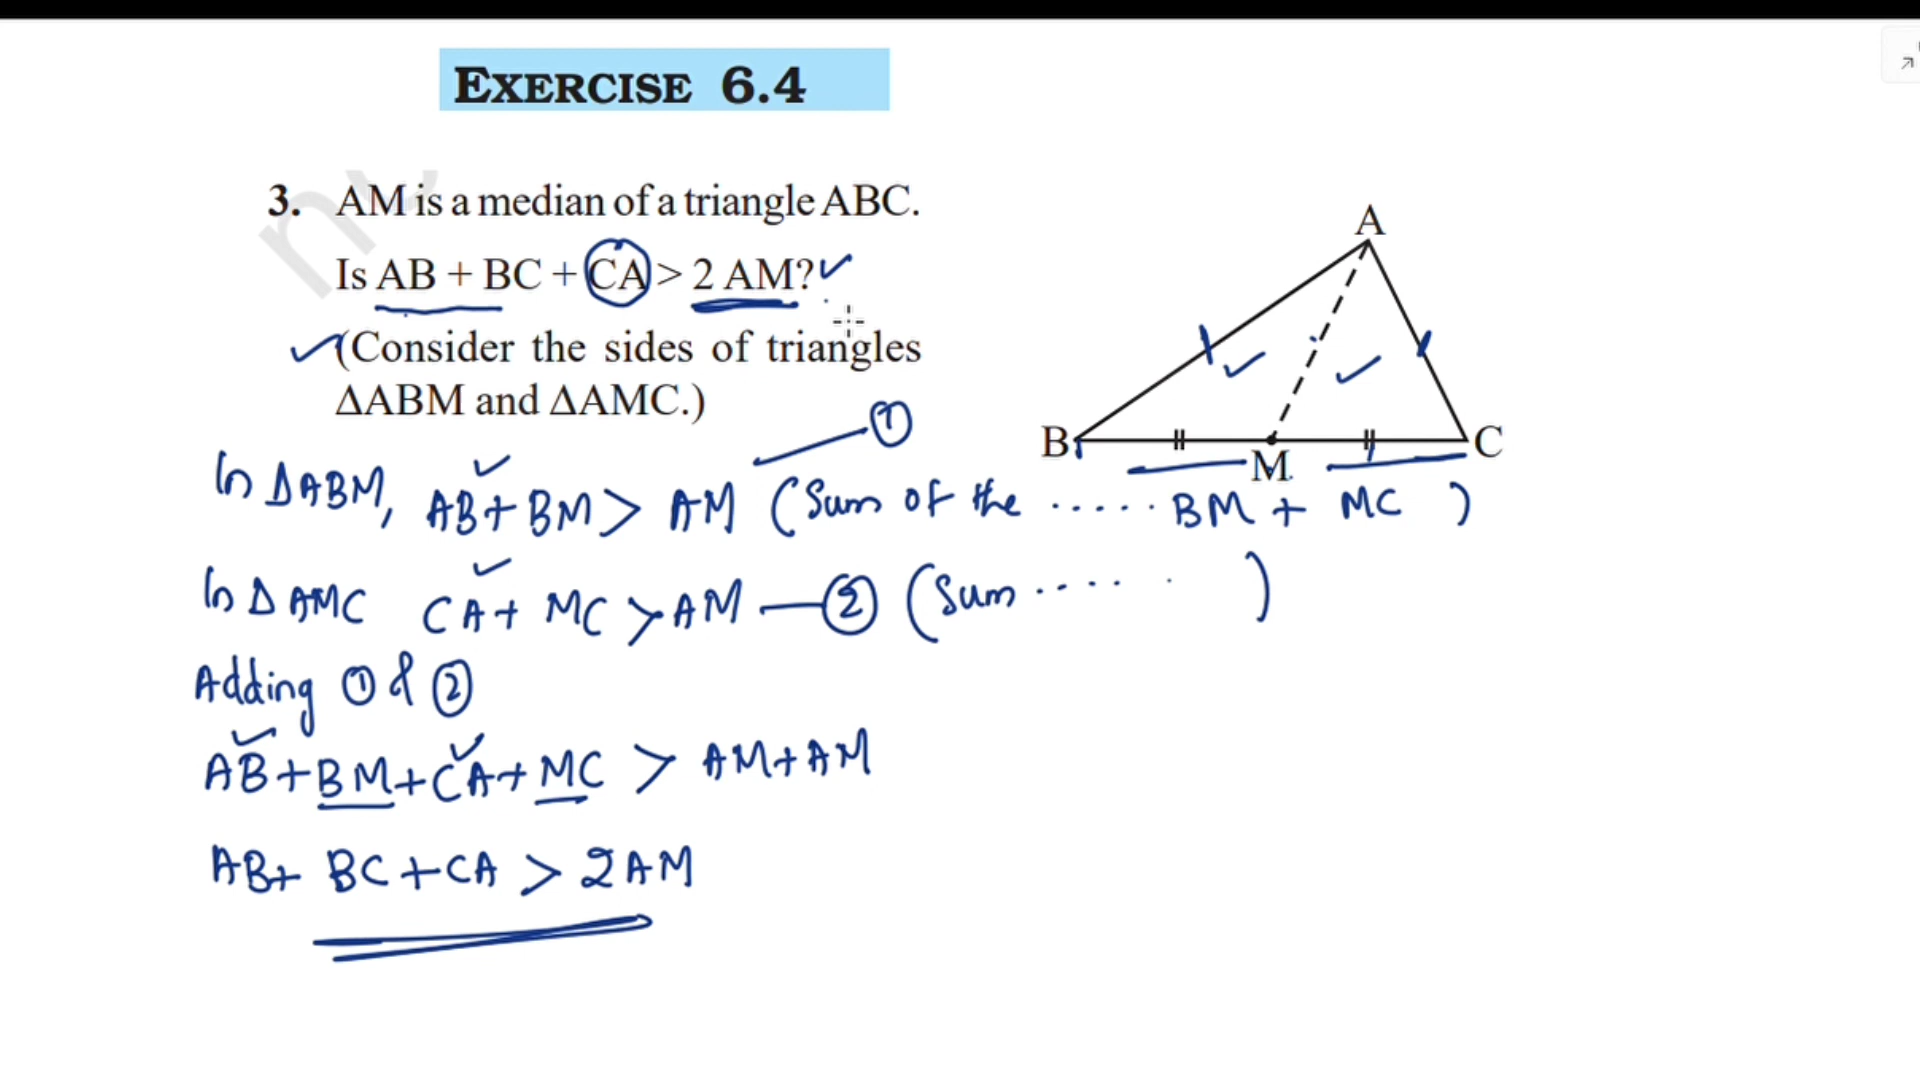 EXERCISE 6.4
3. AM is a median of a triangle ABC.
Is AB + BC + CA > 2 AM?
(Consider the sides of triangles
ΔABM and ΔAMC.)
A
B
M
C
①
In ΔABM, AB + BM > AM (Sum of the ..... BM + MC )
In Δ AMC CA + MC > AM — ② (Sum ..... )
Adding ① & ②
AB + BM + CA + MC > AM + AM
AB + BC + CA > 2 AM